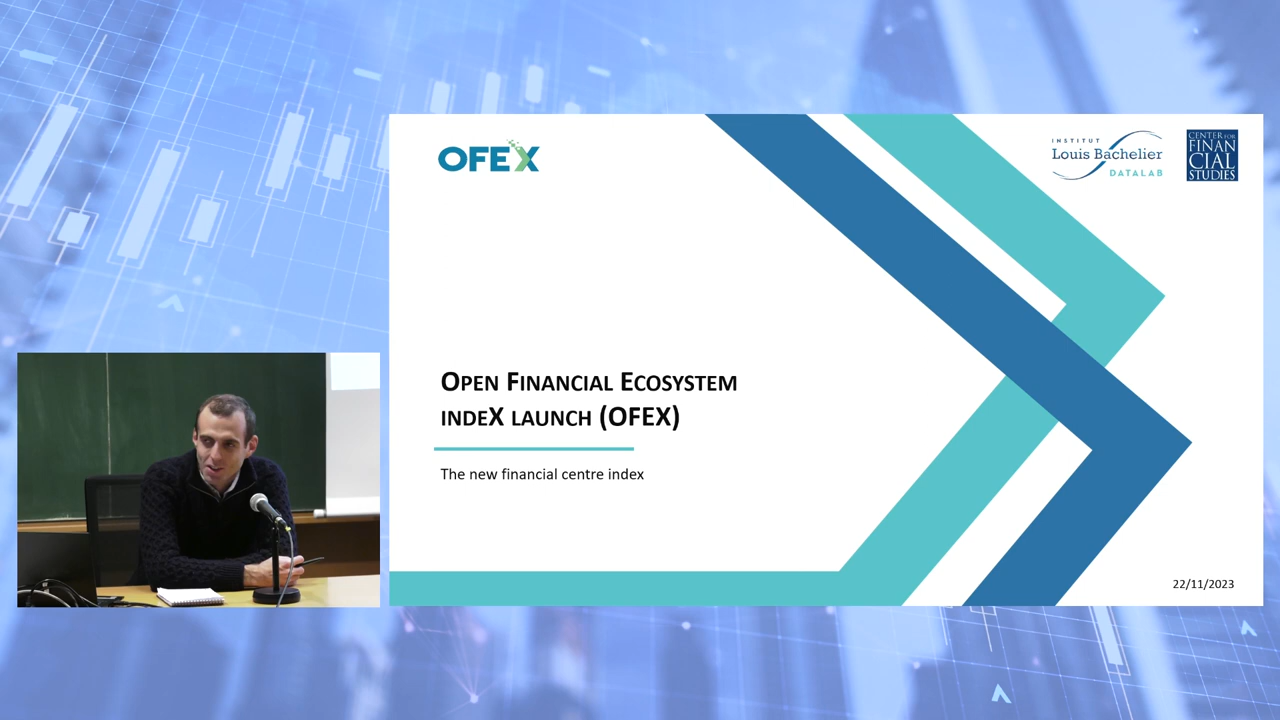 OFEX
INSTITUT
Louis Bachelier
DATALAB
CENTER FOR
FINAN
CIAL
STUDIES
OPEN FINANCIAL ECOSYSTEM
INDEX LAUNCH (OFEX)
The new financial centre index
22/11/2023